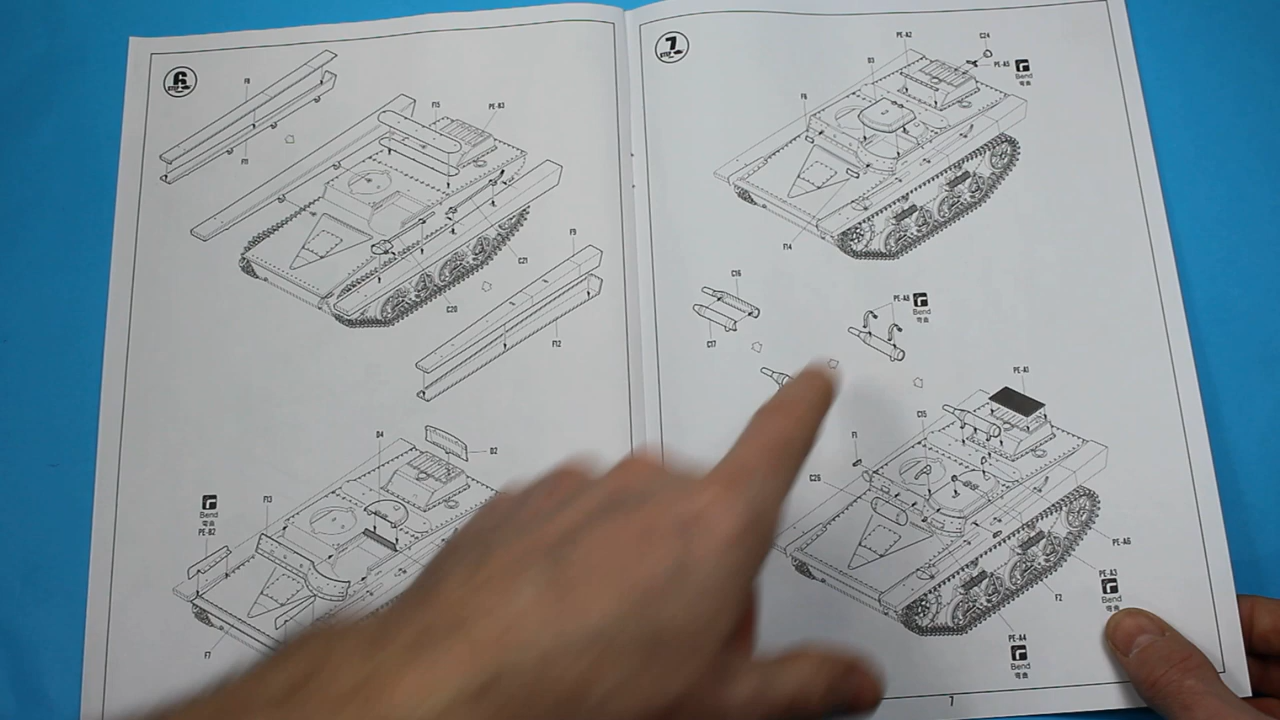 6
STEP
F8
F11
F15
PE-B3
F9
C21
C20
F12
D4
D2
F13
Bend
弯曲
PE-B2
F7
7
STEP
PE-A2
C24
D3
PE-A5
Bend
弯曲
F6
F14
C16
C17
PE-A8
Bend
弯曲
PE-A1
C15
F1
C26
PE-A6
PE-A3
Bend
弯曲
F2
PE-A4
Bend
弯曲
7